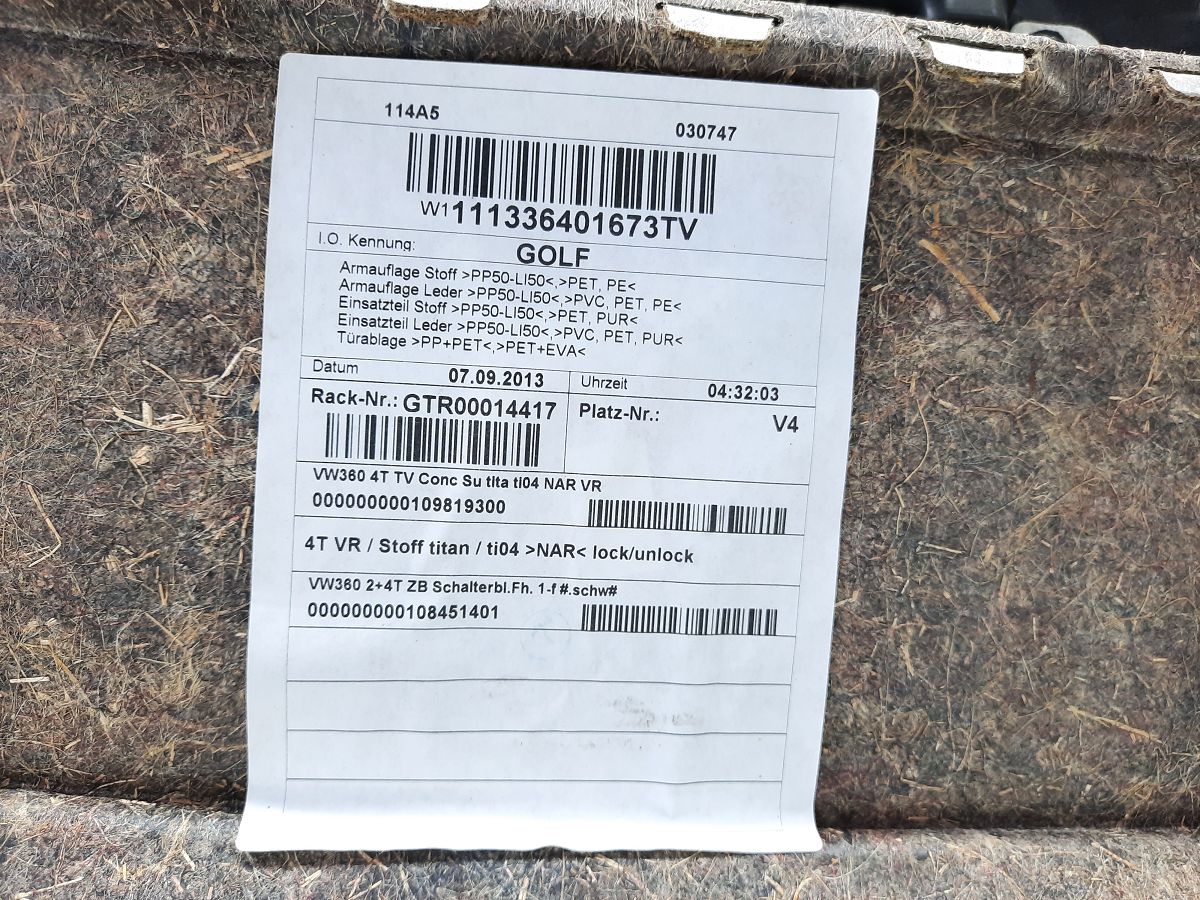 114A5
030747
W1111336401673TV
I.O. Kennung:
GOLF
Armauflage Stoff >PP50-LI50<,>PET, PE<
Armauflage Leder >PP50-LI50<,>PVC, PET, PE<
Einsatzteil Stoff >PP50-LI50<,>PET, PUR<
Einsatzteil Leder >PP50-LI50<,>PVC, PET, PUR<
Türablage >PP+PET<,>PET+EVA<
Datum 07.09.2013 Uhrzeit 04:32:03
Rack-Nr.: GTR00014417 Platz-Nr.: V4
VW360 4T TV Conc Su tita ti04 NAR VR
000000000109819300
4T VR / Stoff titan / ti04 >NAR< lock/unlock
VW360 2+4T ZB Schalterbl.Fh. 1-f #.schw#
000000000108451401